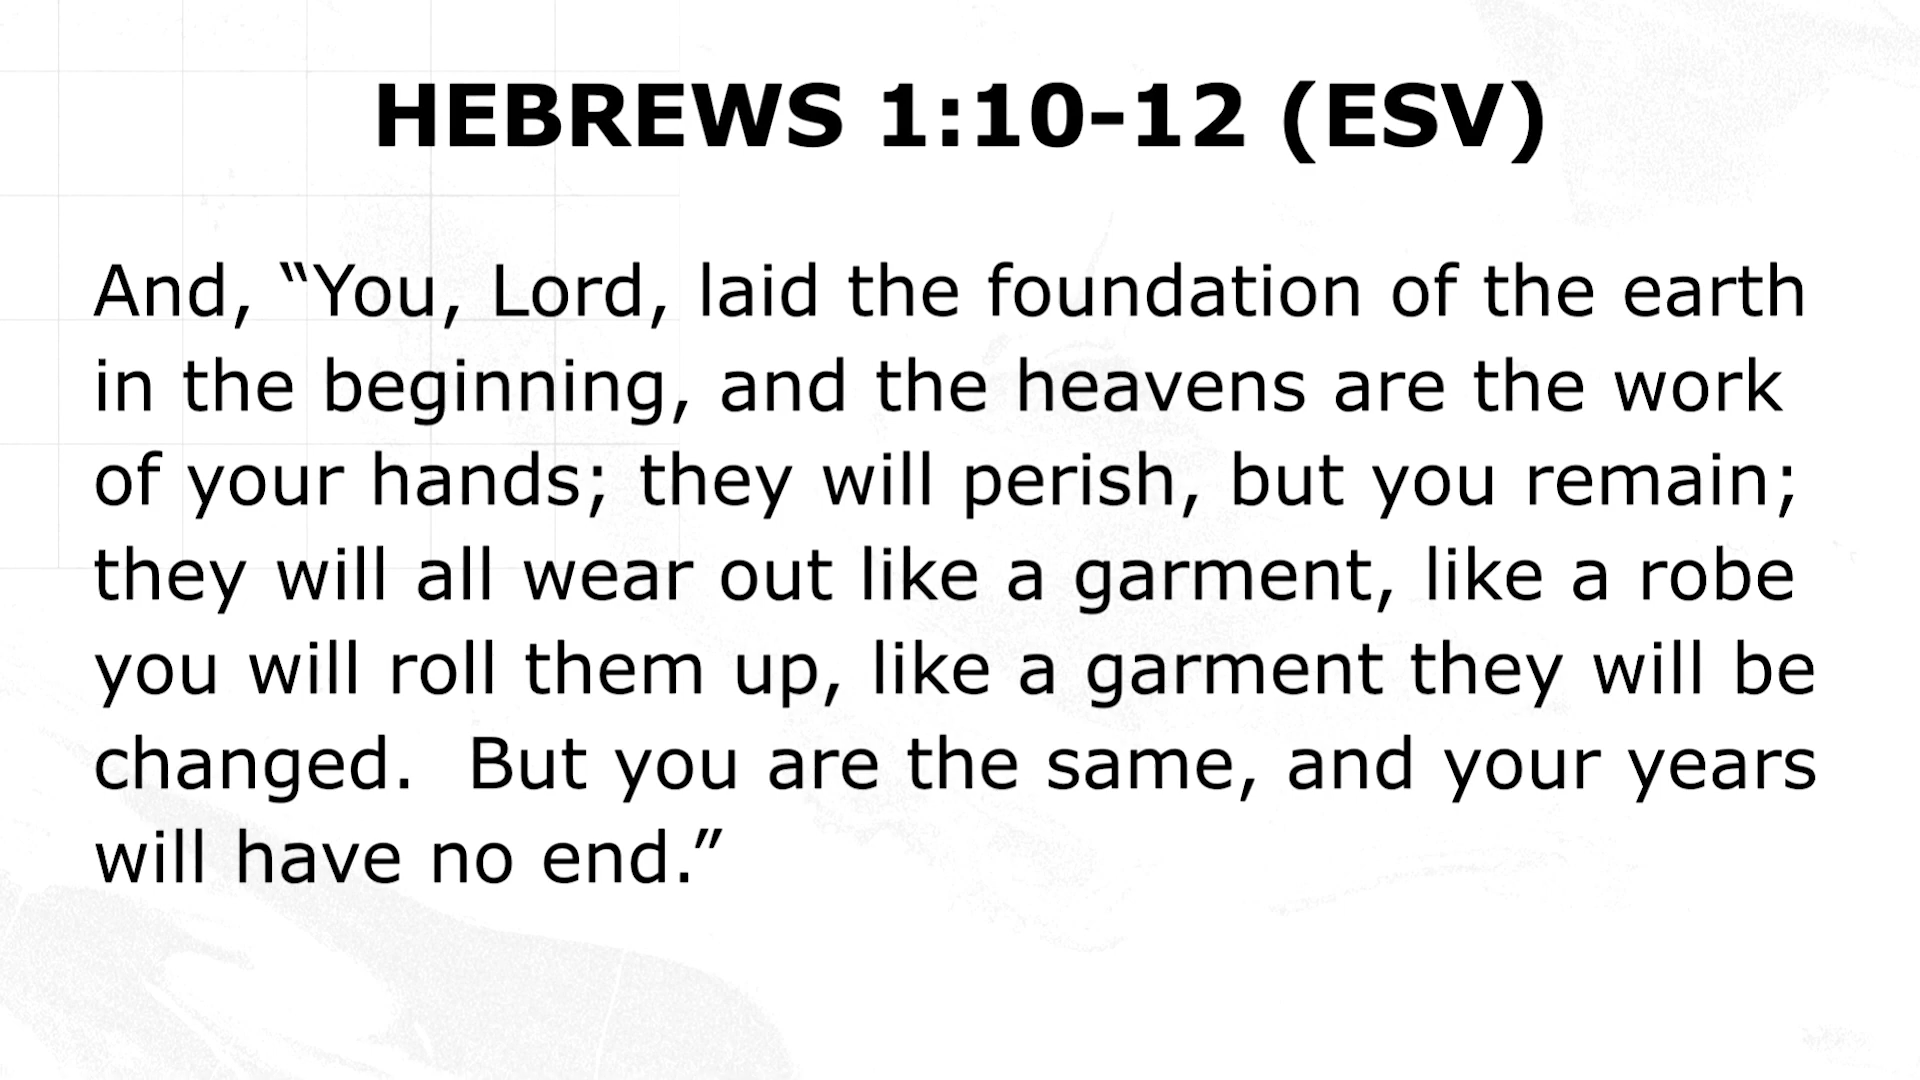 HEBREWS 1:10-12 (ESV)
And, “You, Lord, laid the foundation of the earth
in the beginning, and the heavens are the work
of your hands; they will perish, but you remain;
they will all wear out like a garment, like a robe
you will roll them up, like a garment they will be
changed.  But you are the same, and your years
will have no end.”